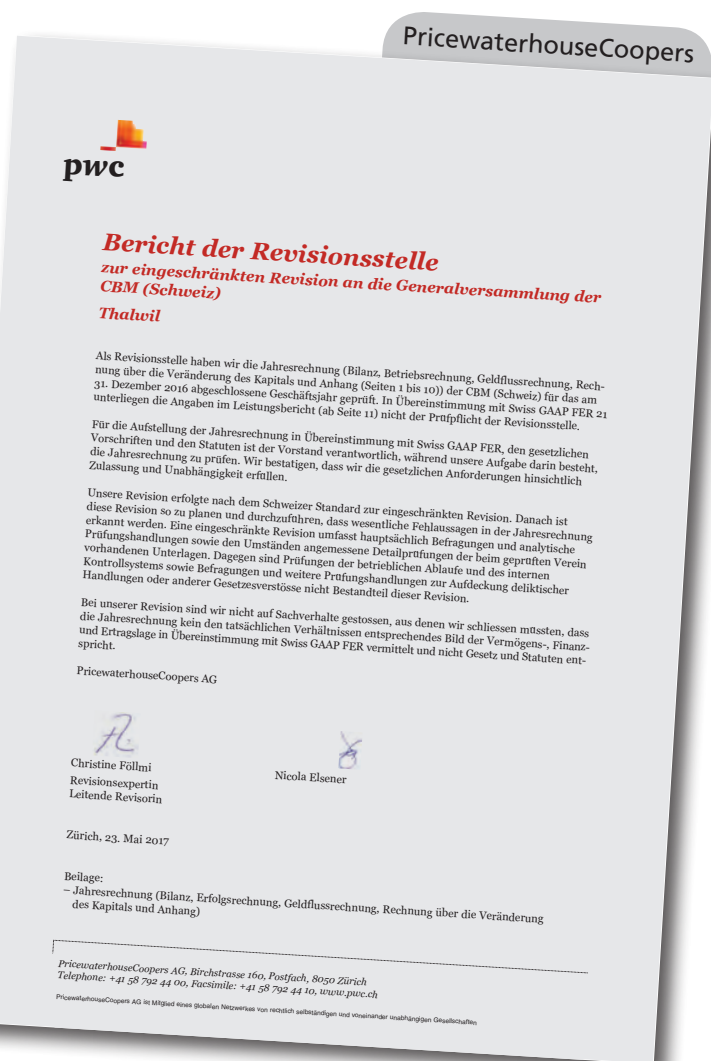 PricewaterhouseCoopers
pwc
Bericht der Revisionsstelle
zur eingeschränkten Revision an die Generalversammlung der
CBM (Schweiz)
Thalwil
Als Revisionsstelle haben wir die Jahresrechnung (Bilanz, Betriebsrechnung, Geldflussrechnung, Rech-
nung über die Veränderung des Kapitals und Anhang (Seiten 1 bis 10)) der CBM (Schweiz) für das am
31. Dezember 2016 abgeschlossene Geschäftsjahr geprüft. In Übereinstimmung mit Swiss GAAP FER 21
unterliegen die Angaben im Leistungsbericht (ab Seite 11) nicht der Prüfpflicht der Revisionsstelle.
Für die Aufstellung der Jahresrechnung in Übereinstimmung mit Swiss GAAP FER, den gesetzlichen
Vorschriften und den Statuten ist der Vorstand verantwortlich, während unsere Aufgabe darin besteht,
die Jahresrechnung zu prüfen. Wir bestätigen, dass wir die gesetzlichen Anforderungen hinsichtlich
Zulassung und Unabhängigkeit erfüllen.
Unsere Revision erfolgte nach dem Schweizer Standard zur eingeschränkten Revision. Danach ist
diese Revision so zu planen und durchzuführen, dass wesentliche Fehlaussagen in der Jahresrechnung
erkannt werden. Eine eingeschränkte Revision umfasst hauptsächlich Befragungen und analytische
Prüfungshandlungen sowie den Umständen angemessene Detailprüfungen der beim geprüften Verein
vorhandenen Unterlagen. Dagegen sind Prüfungen der betrieblichen Abläufe und des internen
Kontrollsystems sowie Befragungen und weitere Prüfungshandlungen zur Aufdeckung deliktischer
Handlungen oder anderer Gesetzesverstösse nicht Bestandteil dieser Revision.
Bei unserer Revision sind wir nicht auf Sachverhalte gestossen, aus denen wir schliessen müssten, dass
die Jahresrechnung kein den tatsächlichen Verhältnissen entsprechendes Bild der Vermögens-, Finanz-
und Ertragslage in Übereinstimmung mit Swiss GAAP FER vermittelt und nicht Gesetz und Statuten ent-
spricht.
PricewaterhouseCoopers AG
Christine Föllmi
Nicola Elsener
Revisionsexpertin
Leitende Revisorin
Zürich, 23. Mai 2017
Beilage:
– Jahresrechnung (Bilanz, Erfolgsrechnung, Geldflussrechnung, Rechnung über die Veränderung
des Kapitals und Anhang)
PricewaterhouseCoopers AG, Birchstrasse 160, Postfach, 8050 Zürich
Telephone: +41 58 792 44 00, Facsimile: +41 58 792 44 10, www.pwc.ch
PricewaterhouseCoopers AG ist Mitglied eines globalen Netzwerkes von rechtlich selbständigen und voneinander unabhängigen Gesellschaften